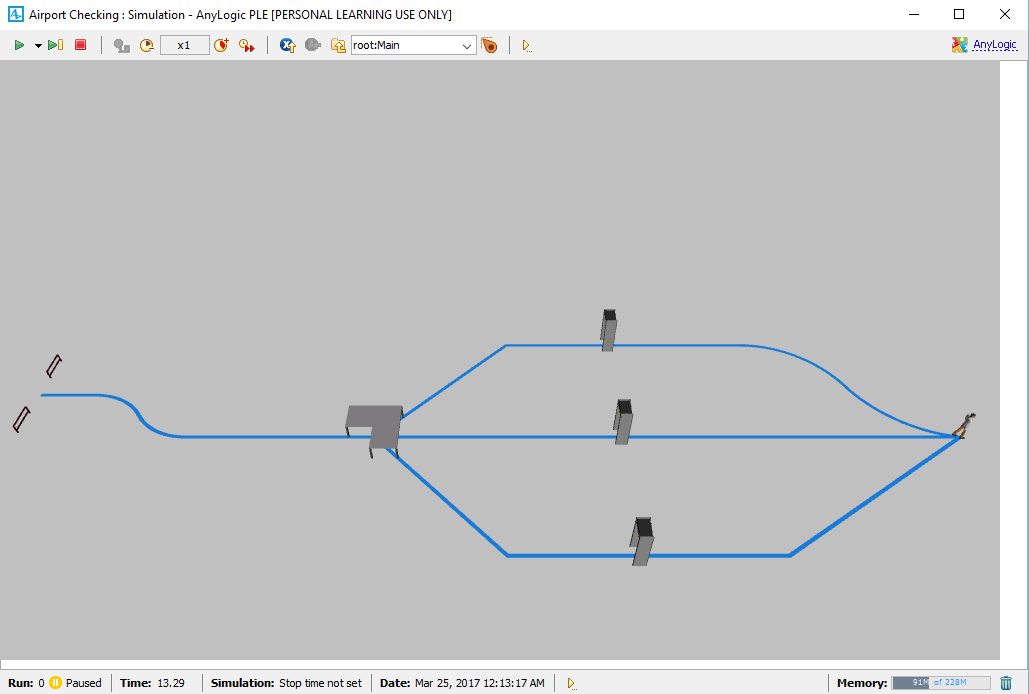 Airport Checking : Simulation - AnyLogic PLE [PERSONAL LEARNING USE ONLY]
x1 root:Main AnyLogic
Run: 0 Paused Time: 13.29 Simulation: Stop time not set Date: Mar 25, 2017 12:13:17 AM Memory: 91M of 228M